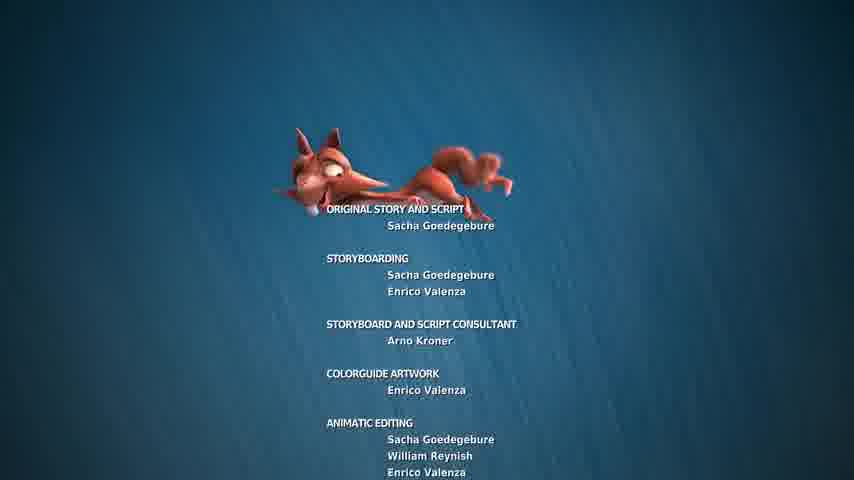 ORIGINAL STORY AND SCRIPT
Sacha Goedegebure
STORYBOARDING
Sacha Goedegebure
Enrico Valenza
STORYBOARD AND SCRIPT CONSULTANT
Arno Kroner
COLORGUIDE ARTWORK
Enrico Valenza
ANIMATIC EDITING
Sacha Goedegebure
William Reynish
Enrico Valenza